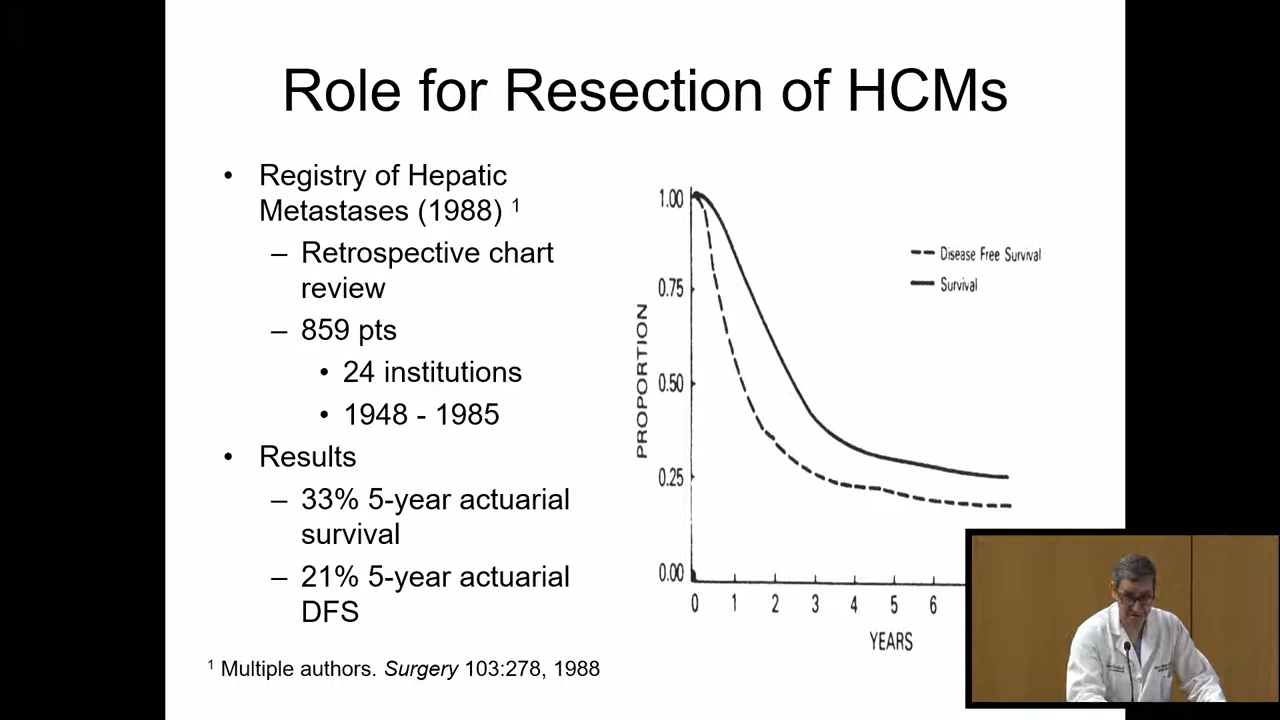 Role for Resection of HCMs
• Registry of Hepatic
Metastases (1988) 1
– Retrospective chart
review
– 859 pts
• 24 institutions
• 1948 - 1985
• Results
– 33% 5-year actuarial
survival
– 21% 5-year actuarial
DFS
1 Multiple authors. Surgery 103:278, 1988
PROPORTION
1.00
0.75
0.50
0.25
0.00
Disease Free Survival
Survival
0 1 2 3 4 5 6
YEARS